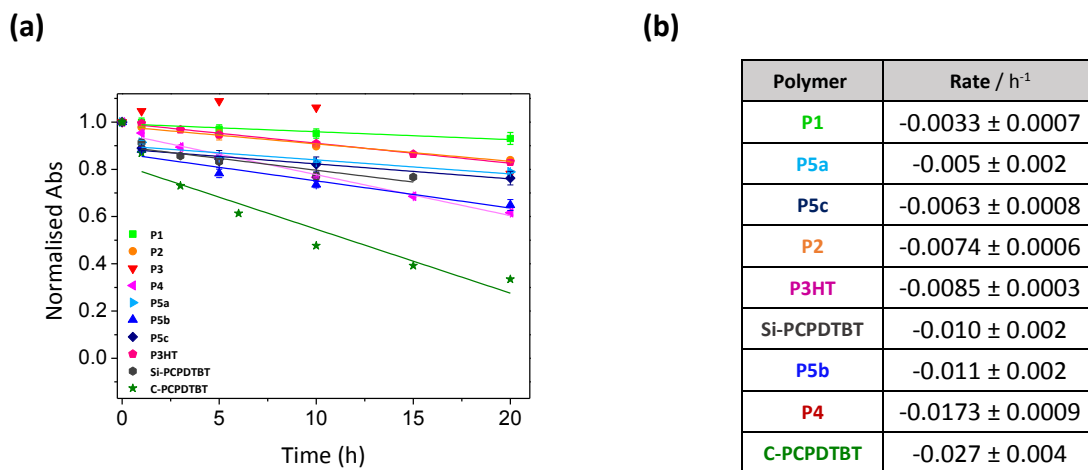 (a)
(b)
Normalised Abs
1.0
0.8
0.6
0.4
0.2
0.0
P1
P2
P3
P4
P5a
P5b
P5c
P3HT
Si-PCPDTBT
C-PCPDTBT
0 5 10 15 20
Time (h)
Polymer Rate / h⁻¹
P1 -0.0033 ± 0.0007
P5a -0.005 ± 0.002
P5c -0.0063 ± 0.0008
P2 -0.0074 ± 0.0006
P3HT -0.0085 ± 0.0003
Si-PCPDTBT -0.010 ± 0.002
P5b -0.011 ± 0.002
P4 -0.0173 ± 0.0009
C-PCPDTBT -0.027 ± 0.004